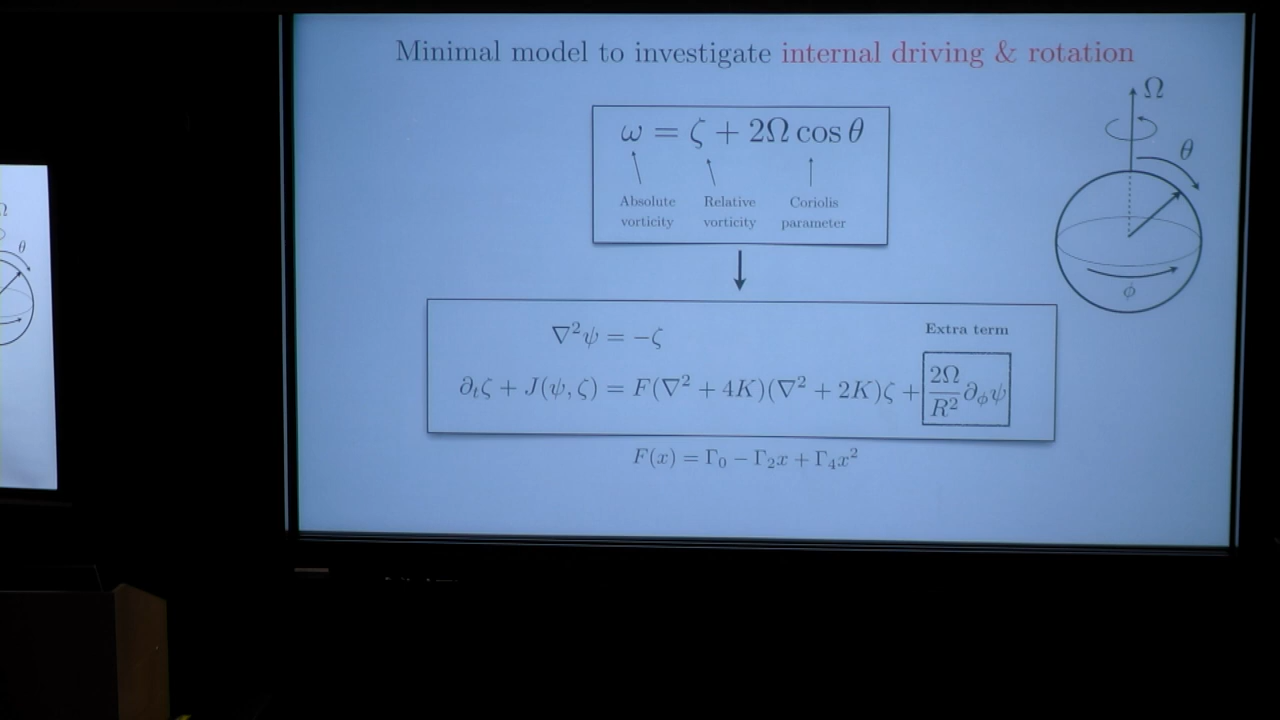 Minimal model to investigate internal driving & rotation
ω = ζ + 2Ω cos θ
Absolute vorticity
Relative vorticity
Coriolis parameter
Ω
θ
ϕ
∇²ψ = −ζ
Extra term
∂ₜζ + J(ψ, ζ) = F(∇² + 4K)(∇² + 2K)ζ + 2Ω/R² ∂_ϕψ
F(x) = Γ₀ − Γ₂x + Γ₄x²
Ω
θ